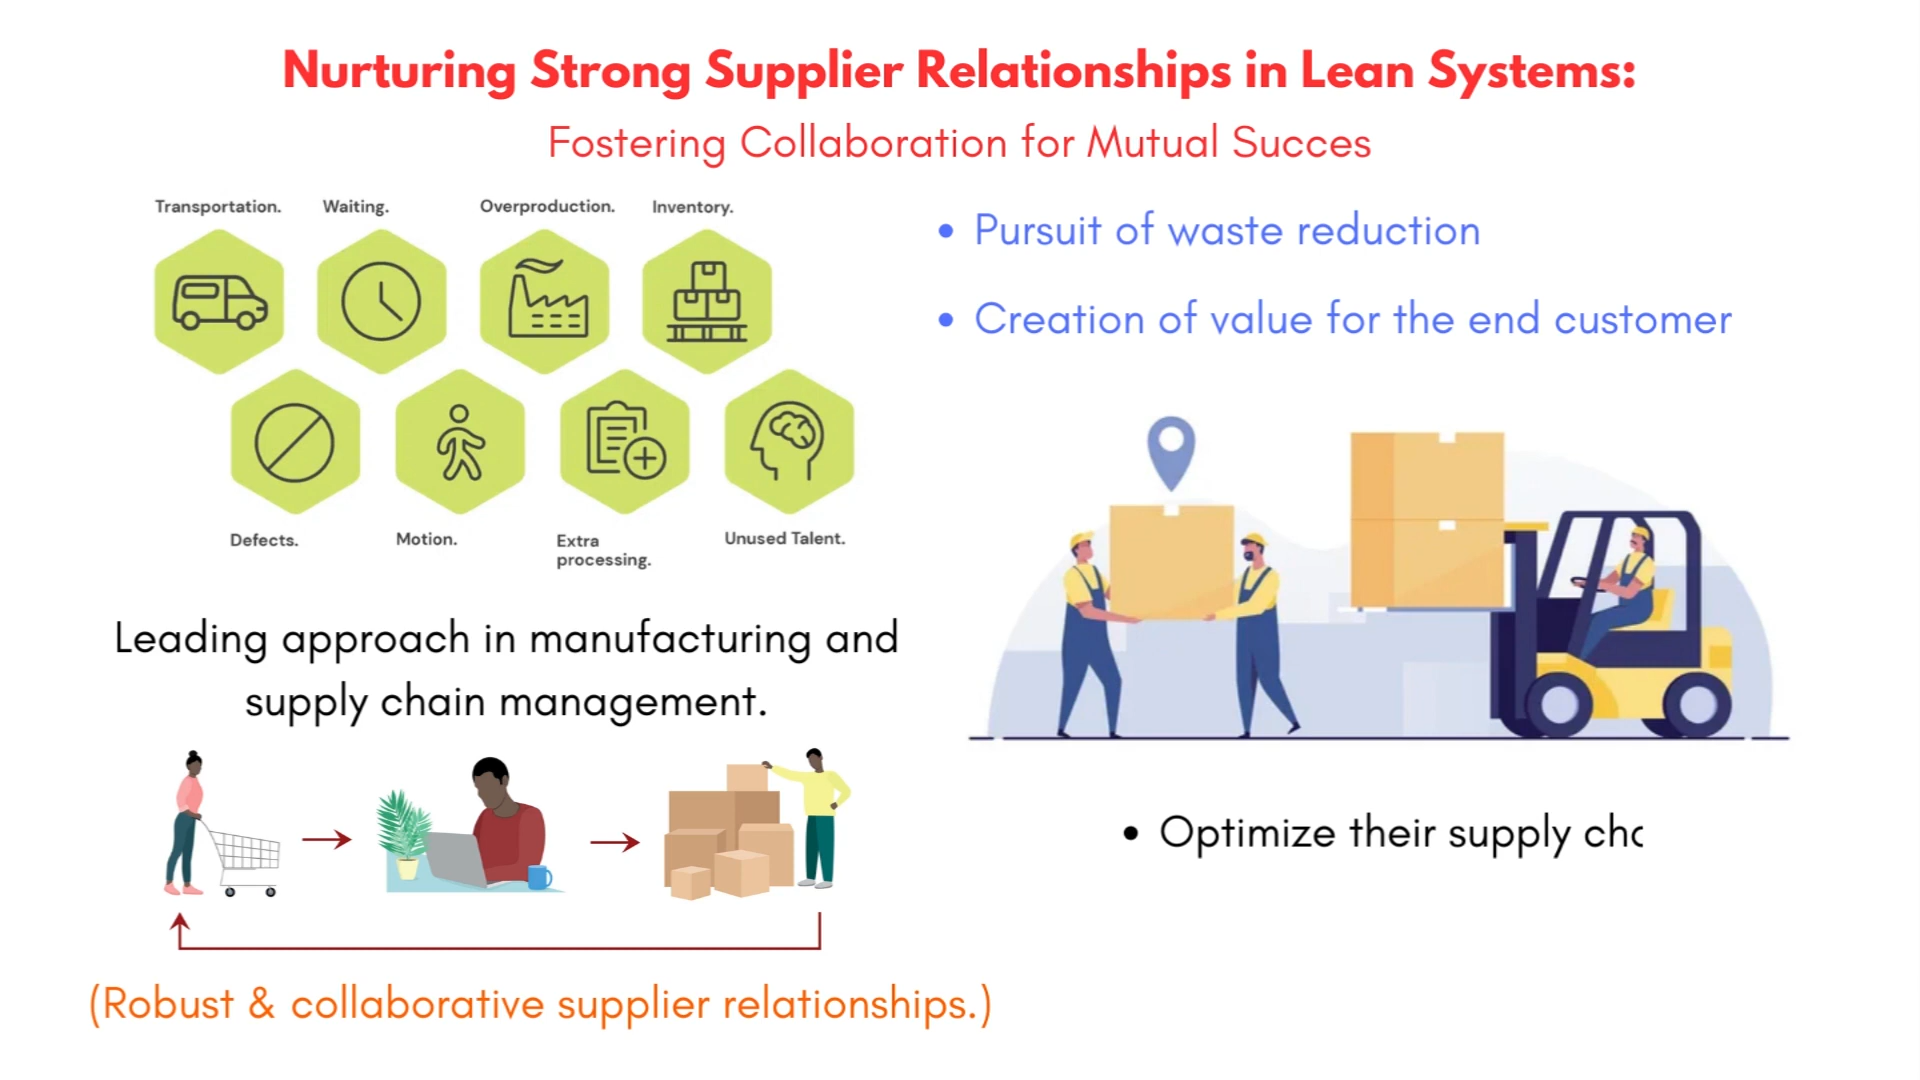 Nurturing Strong Supplier Relationships in Lean Systems:
Fostering Collaboration for Mutual Succes
Transportation. Waiting. Overproduction. Inventory.
Defects. Motion. Extra processing. Unused Talent.
Leading approach in manufacturing and
supply chain management.
(Robust & collaborative supplier relationships.)
• Pursuit of waste reduction
• Creation of value for the end customer
• Optimize their supply